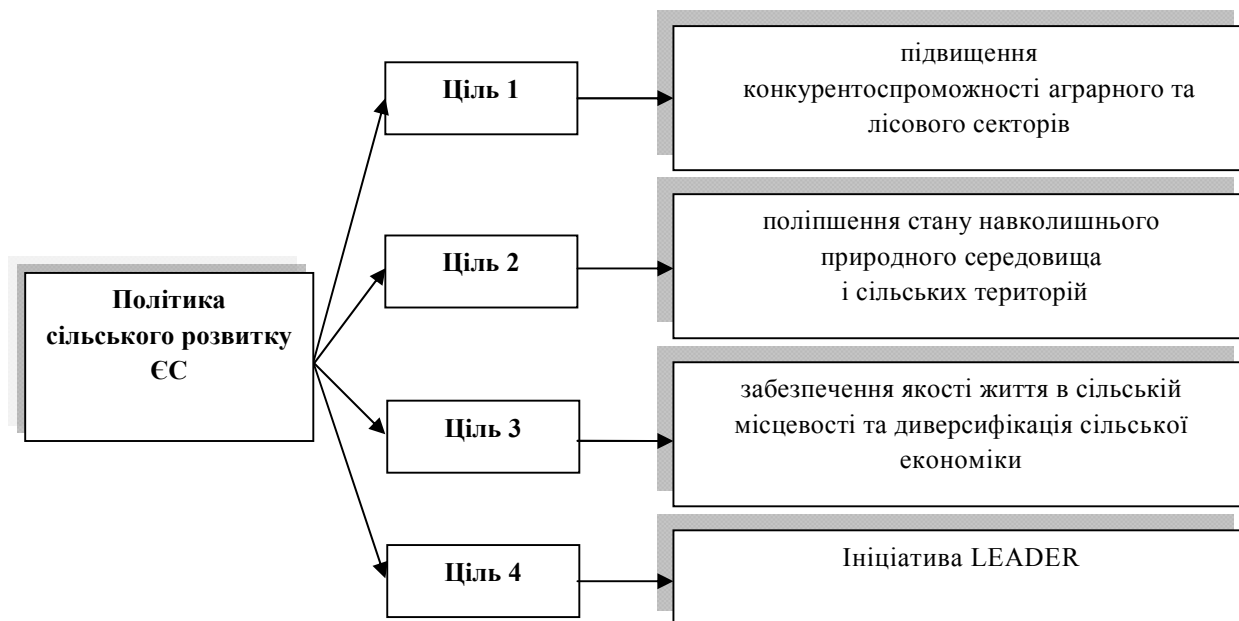 Політика
сільського розвитку
ЄС
Ціль 1
підвищення
конкурентоспроможності аграрного та
лісового секторів
Ціль 2
поліпшення стану навколишнього
природного середовища
і сільських територій
Ціль 3
забезпечення якості життя в сільській
місцевості та диверсифікація сільської
економіки
Ціль 4
Ініціатива LEADER